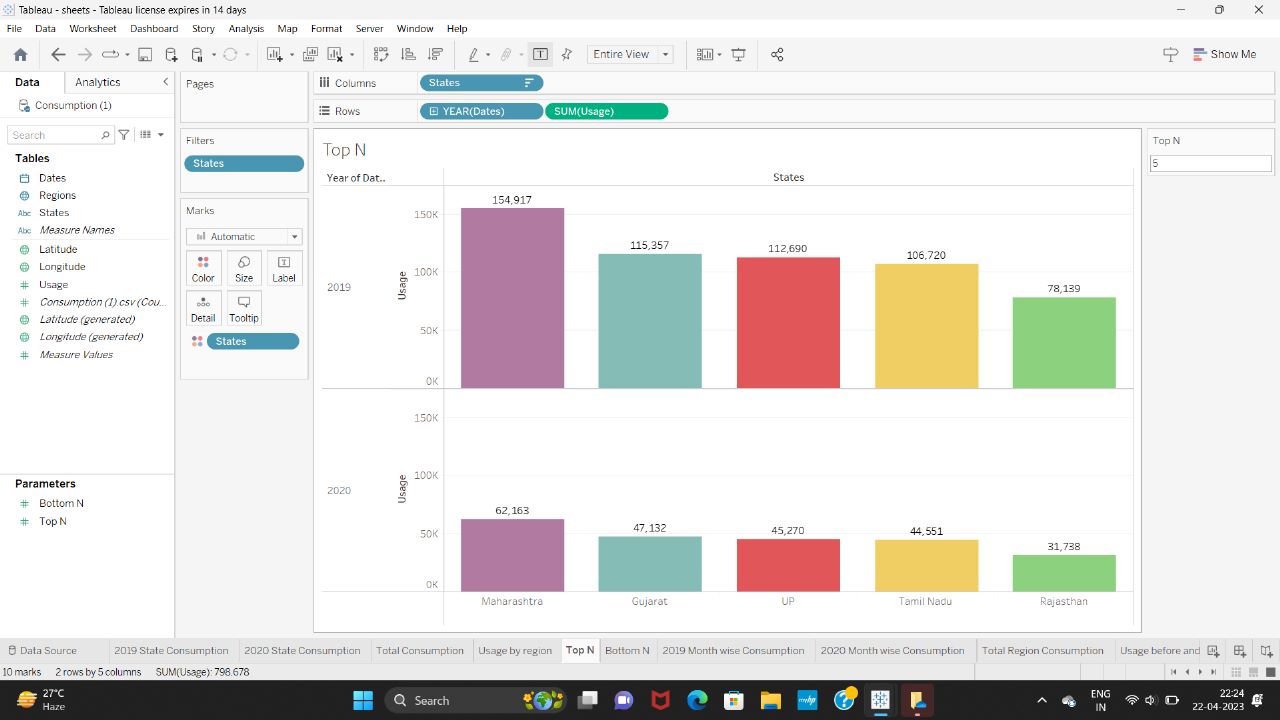 Tableau - sheets - Tableau license expires in 14 days
File Data Worksheet Dashboard Story Analysis Map Format Server Window Help
Entire View
Show Me
Data Analytics
Consumption (1)
Search
Tables
Dates
Regions
Abc States
Abc Measure Names
Latitude
Longitude
Usage
Consumption (1).csv (Cou...
Latitude (generated)
Longitude (generated)
Measure Values
Parameters
Bottom N
Top N
Pages
Filters
States
Marks
Automatic
Color Size Label
Detail Tooltip
States
Columns States
Rows YEAR(Dates) SUM(Usage)
Top N
Year of Dat.. States
2019
Usage
150K
100K
50K
0K
154,917
115,357
112,690
106,720
78,139
2020
Usage
150K
100K
50K
0K
62,163
47,132
45,270
44,551
31,738
Maharashtra Gujarat UP Tamil Nadu Rajasthan
Top N
5
Data Source 2019 State Consumption 2020 State Consumption Total Consumption Usage by region Top N Bottom N 2019 Month wise Consumption 2020 Month wise Consumption Total Region Consumption Usage before and
10 marks 2 rows by 5 columns SUM(Usage): 798,678
27°C
Haze
Search
myhp
ENG
IN
22:24
22-04-2023